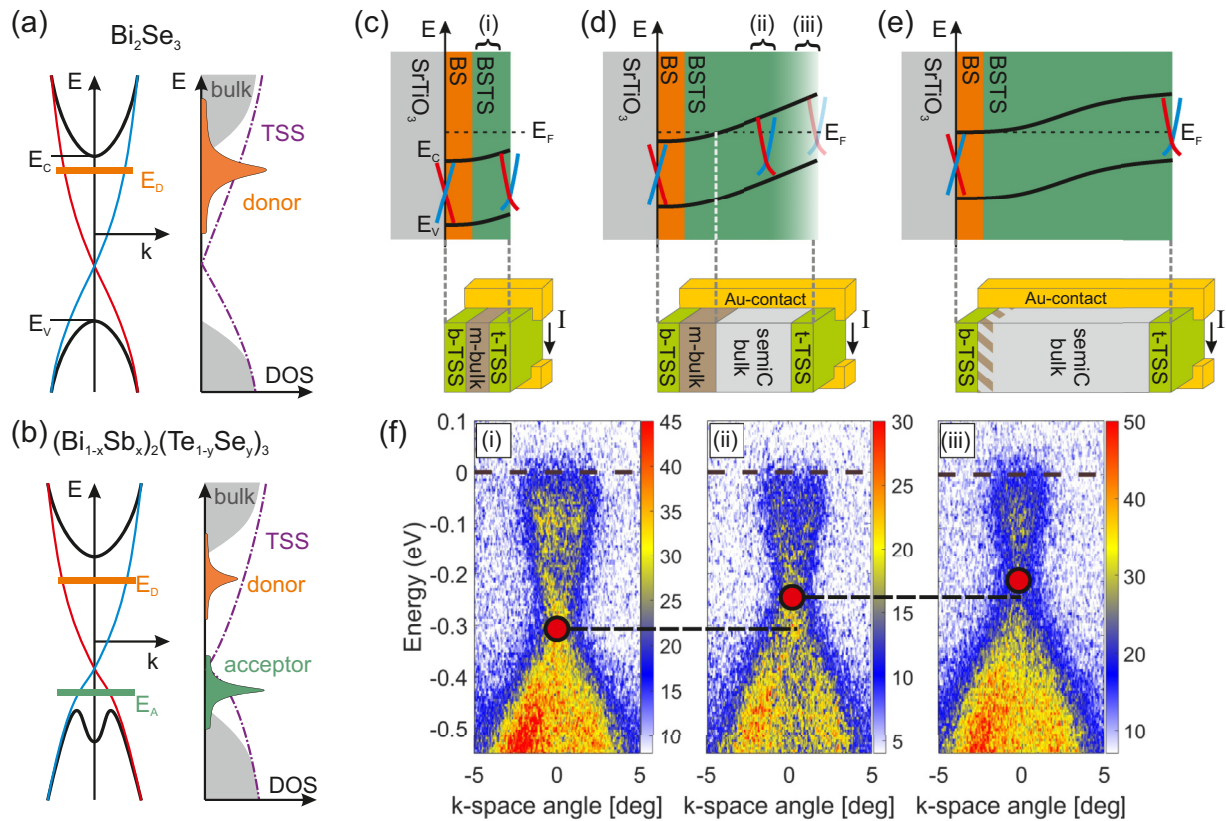 (a)
Bi2Se3
E
E
bulk
TSS
EC
ED
donor
k
EV
DOS
(b)
(Bi1-xSbx)2(Te1-ySey)3
E
E
bulk
TSS
ED
donor
k
acceptor
EA
DOS
(c)
E
(i)
SrTiO3
BS
BSTS
EF
EC
EV
b-TSS
m-bulk
t-TSS
I
(d)
E
(ii)
(iii)
SrTiO3
BS
BSTS
EF
Au-contact
b-TSS
m-bulk
semiC
bulk
t-TSS
I
(e)
E
SrTiO3
BS
BSTS
EF
Au-contact
b-TSS
semiC
bulk
t-TSS
I
(f)
Energy (eV)
0.1
0
-0.1
-0.2
-0.3
-0.4
-0.5
(i)
45
40
35
30
25
20
15
10
-5
0
5
k-space angle [deg]
(ii)
30
25
20
15
10
5
-5
0
5
k-space angle [deg]
(iii)
50
40
30
20
10
-5
0
5
k-space angle [deg]